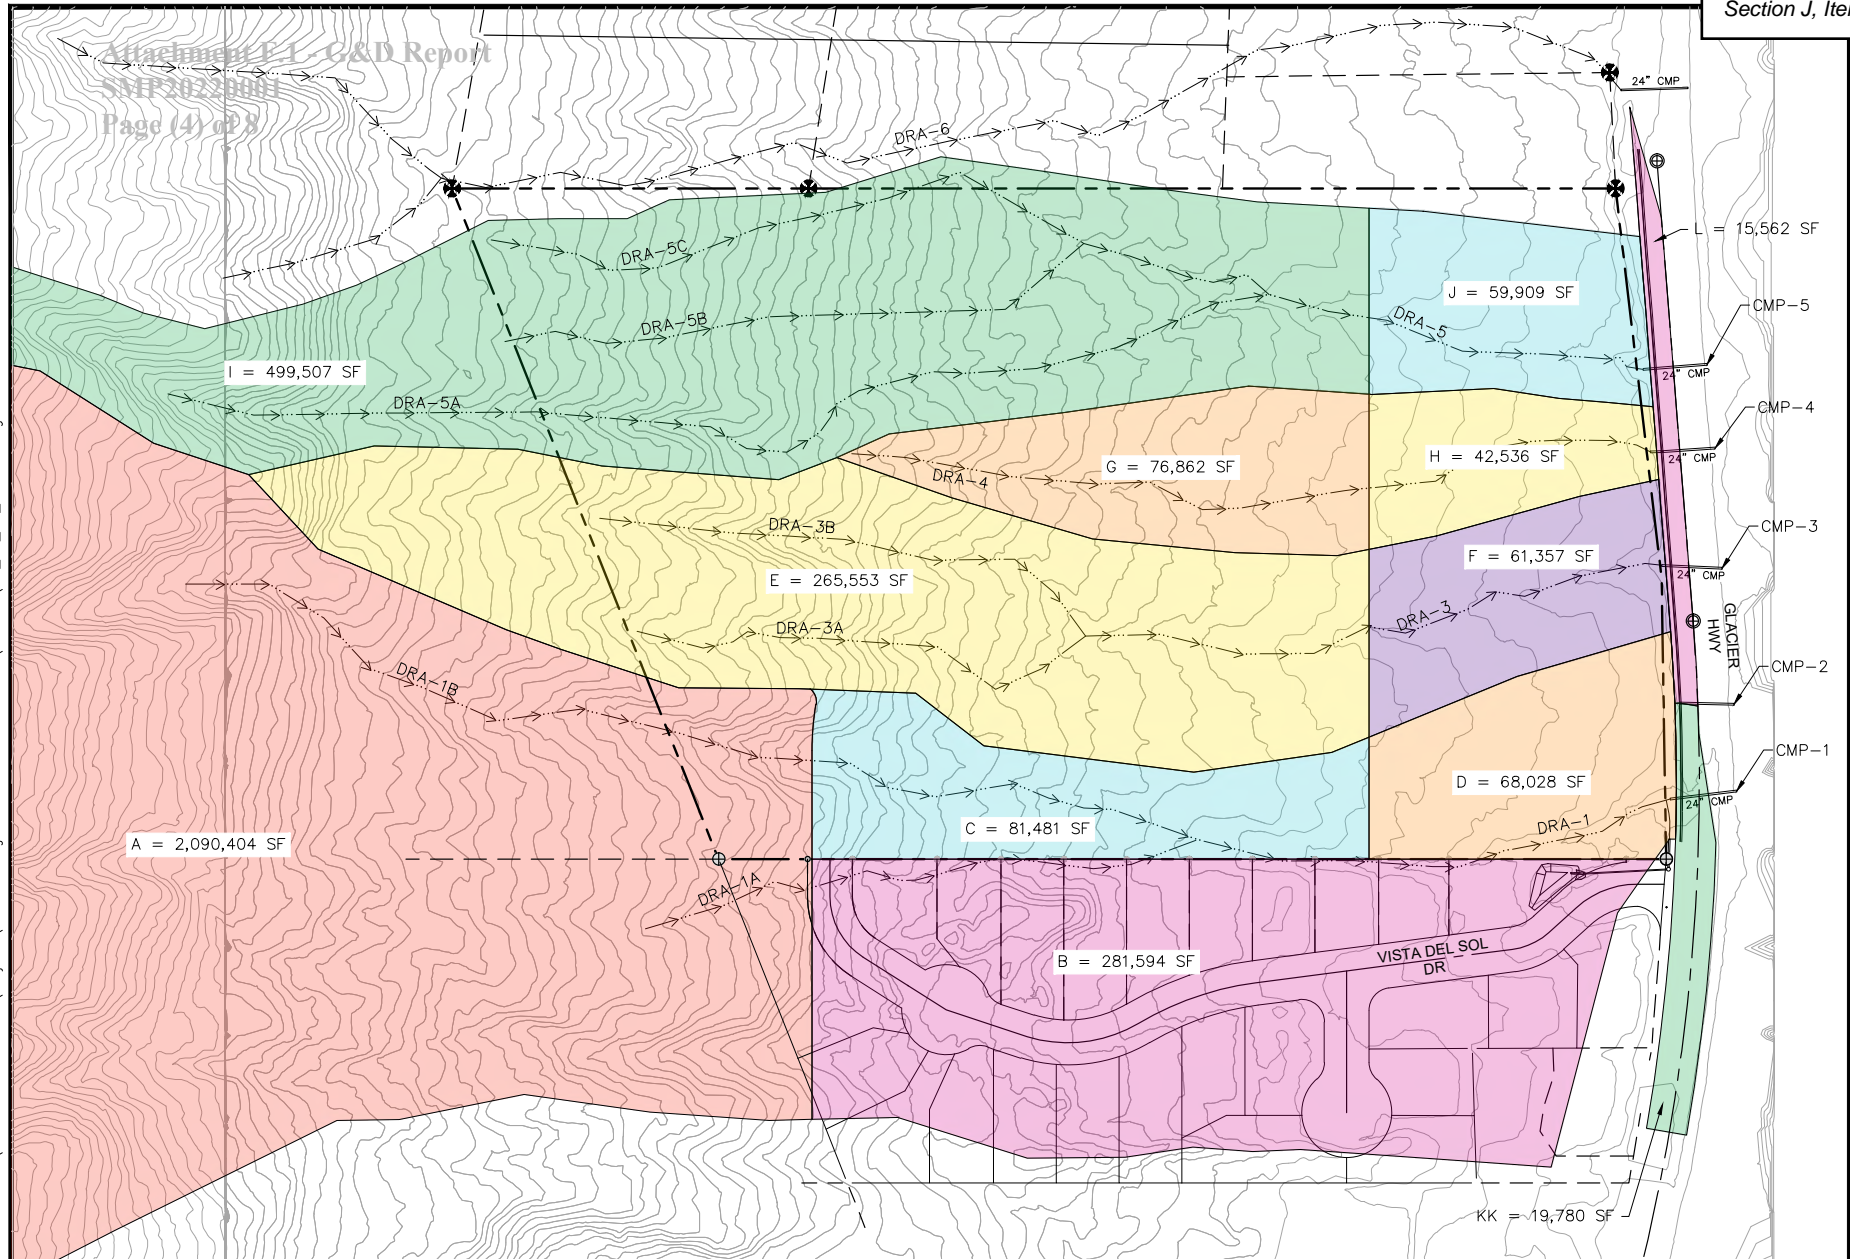 Section J, Ite
Attachment F.1 - G&D Report
SMP20220001
Page (4) of 8
24" CMP
DRA-6
L = 15,562 SF
DRA-5C
J = 59,909 SF
CMP-5
DRA-5B
DRA-5
I = 499,507 SF
24" CMP
DRA-5A
CMP-4
G = 76,862 SF
H = 42,536 SF
24" CMP
DRA-4
DRA-3B
CMP-3
E = 265,553 SF
F = 61,357 SF
24" CMP
DRA-3
DRA-3A
GLACIER
HWY
CMP-2
DRA-1B
CMP-1
D = 68,028 SF
24" CMP
C = 81,481 SF
DRA-1
A = 2,090,404 SF
DRA-1A
VISTA DEL SOL
DR
B = 281,594 SF
KK = 19,780 SF